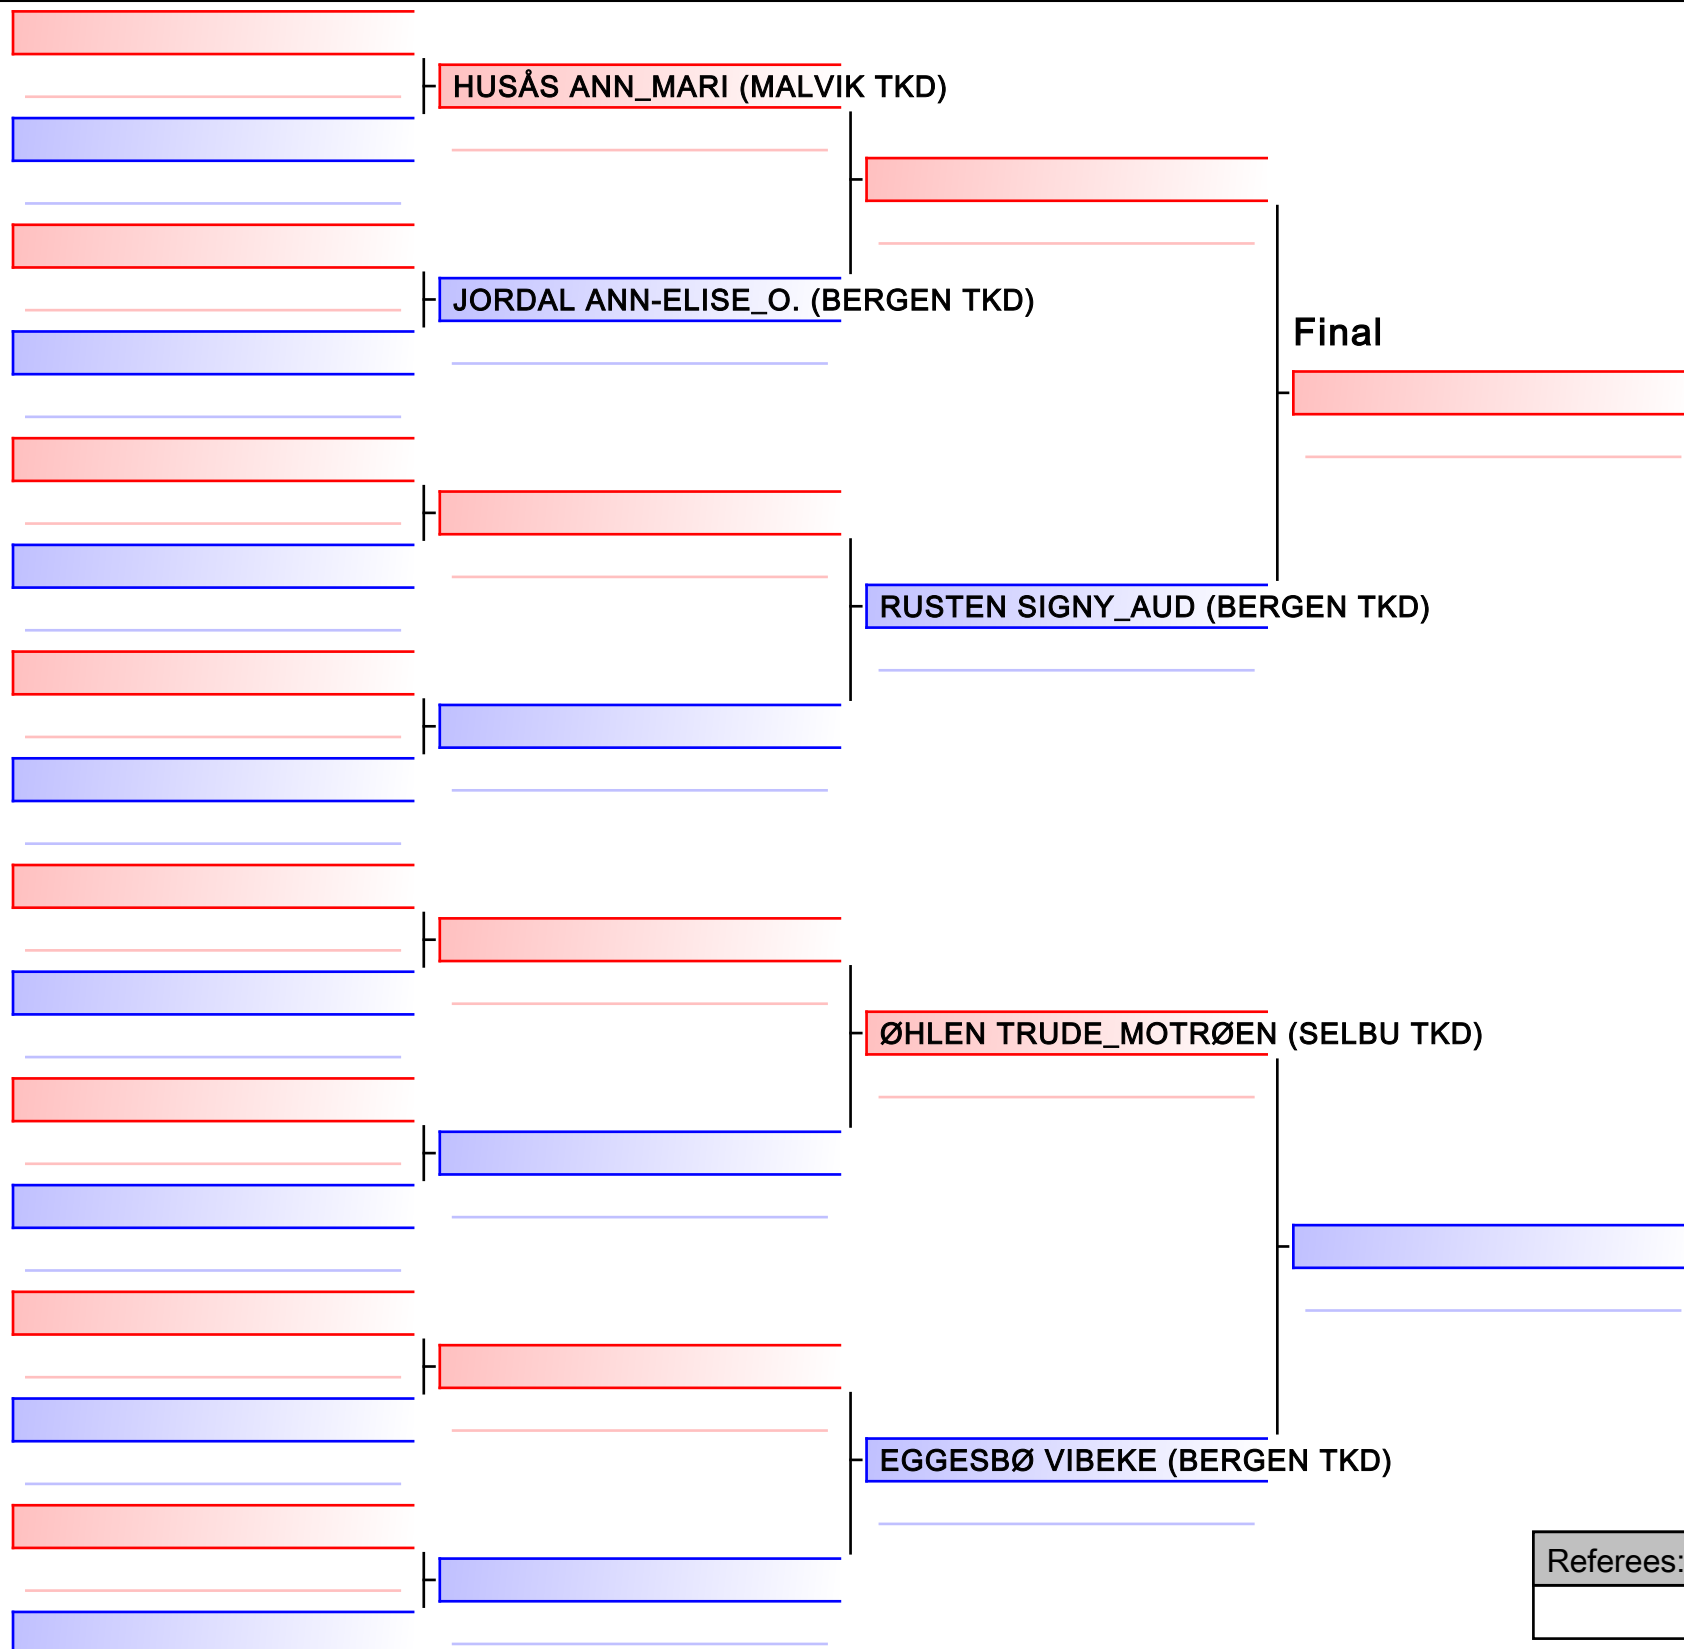 HUSÅS ANN_MARI (MALVIK TKD)
JORDAL ANN-ELISE_O. (BERGEN TKD)
Final
RUSTEN SIGNY_AUD (BERGEN TKD)
ØHLEN TRUDE_MOTRØEN (SELBU TKD)
EGGESBØ VIBEKE (BERGEN TKD)
Referees: